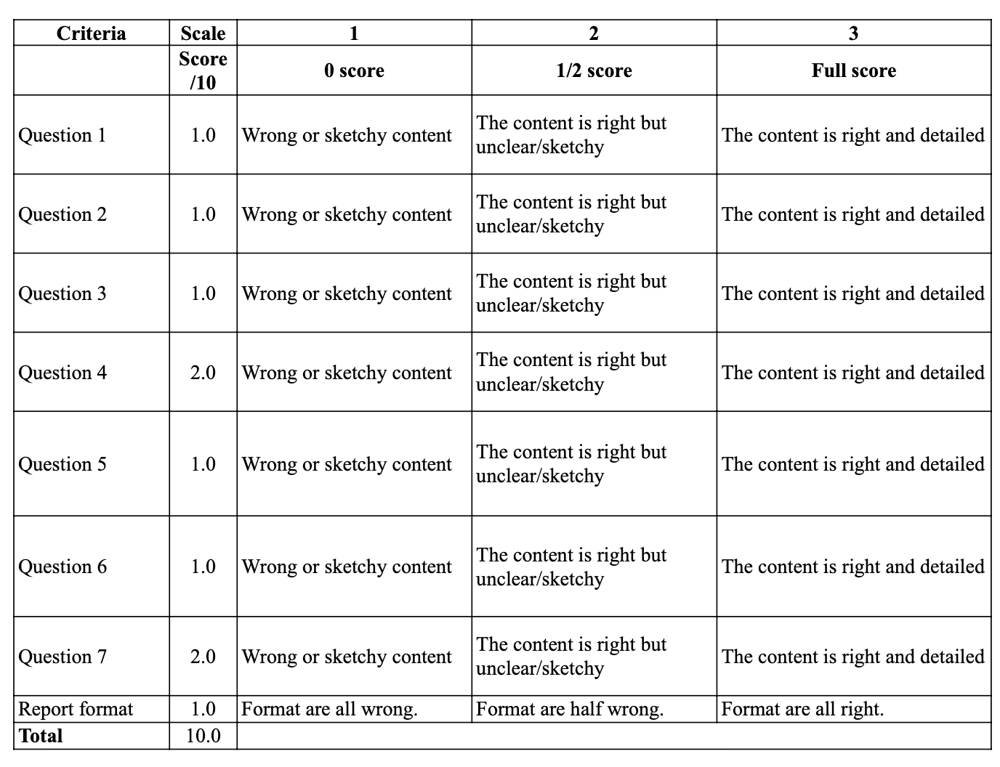 Criteria Scale 1 2 3
Score /10 0 score 1/2 score Full score
Question 1 1.0 Wrong or sketchy content The content is right but unclear/sketchy The content is right and detailed
Question 2 1.0 Wrong or sketchy content The content is right but unclear/sketchy The content is right and detailed
Question 3 1.0 Wrong or sketchy content The content is right but unclear/sketchy The content is right and detailed
Question 4 2.0 Wrong or sketchy content The content is right but unclear/sketchy The content is right and detailed
Question 5 1.0 Wrong or sketchy content The content is right but unclear/sketchy The content is right and detailed
Question 6 1.0 Wrong or sketchy content The content is right but unclear/sketchy The content is right and detailed
Question 7 2.0 Wrong or sketchy content The content is right but unclear/sketchy The content is right and detailed
Report format 1.0 Format are all wrong. Format are half wrong. Format are all right.
Total 10.0